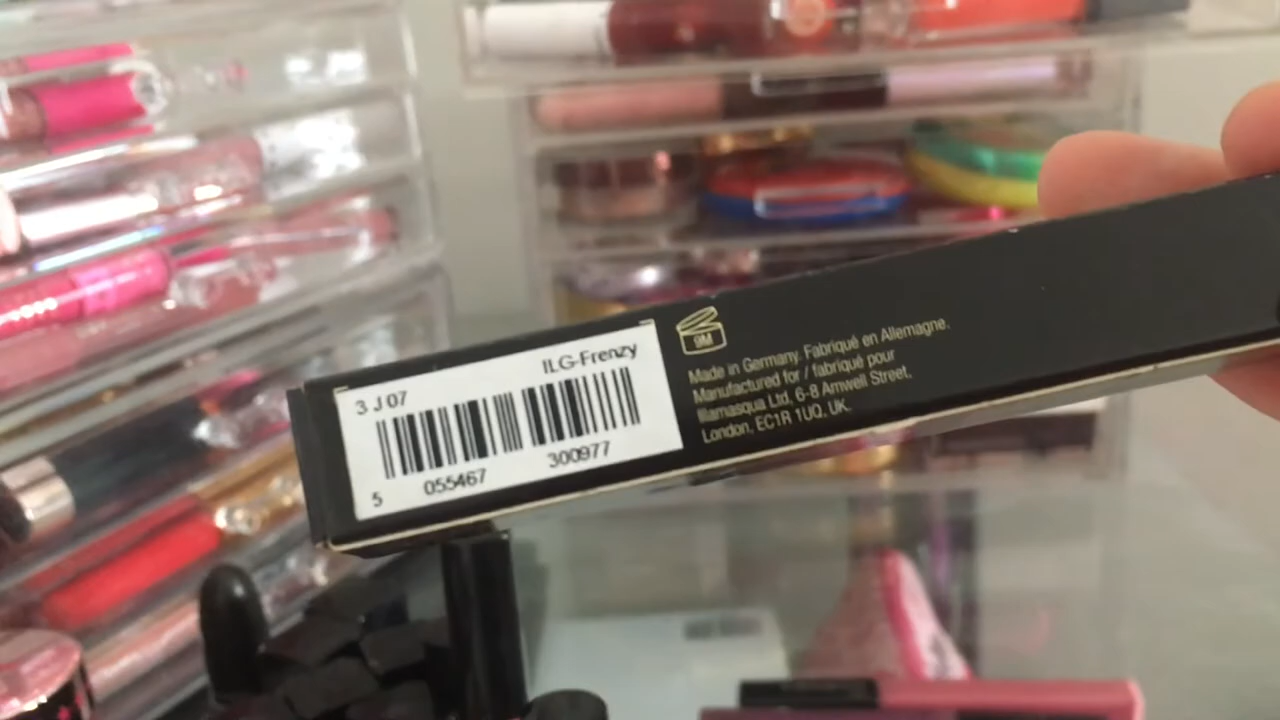 ILG-Frenzy
3 J 07
5 055467 300977
9M
Made in Germany. Fabriqué en Allemagne.
Manufactured for / fabriqué pour
Illamasqua Ltd. 6-8 Amwell Street,
London, EC1R 1UQ. UK.